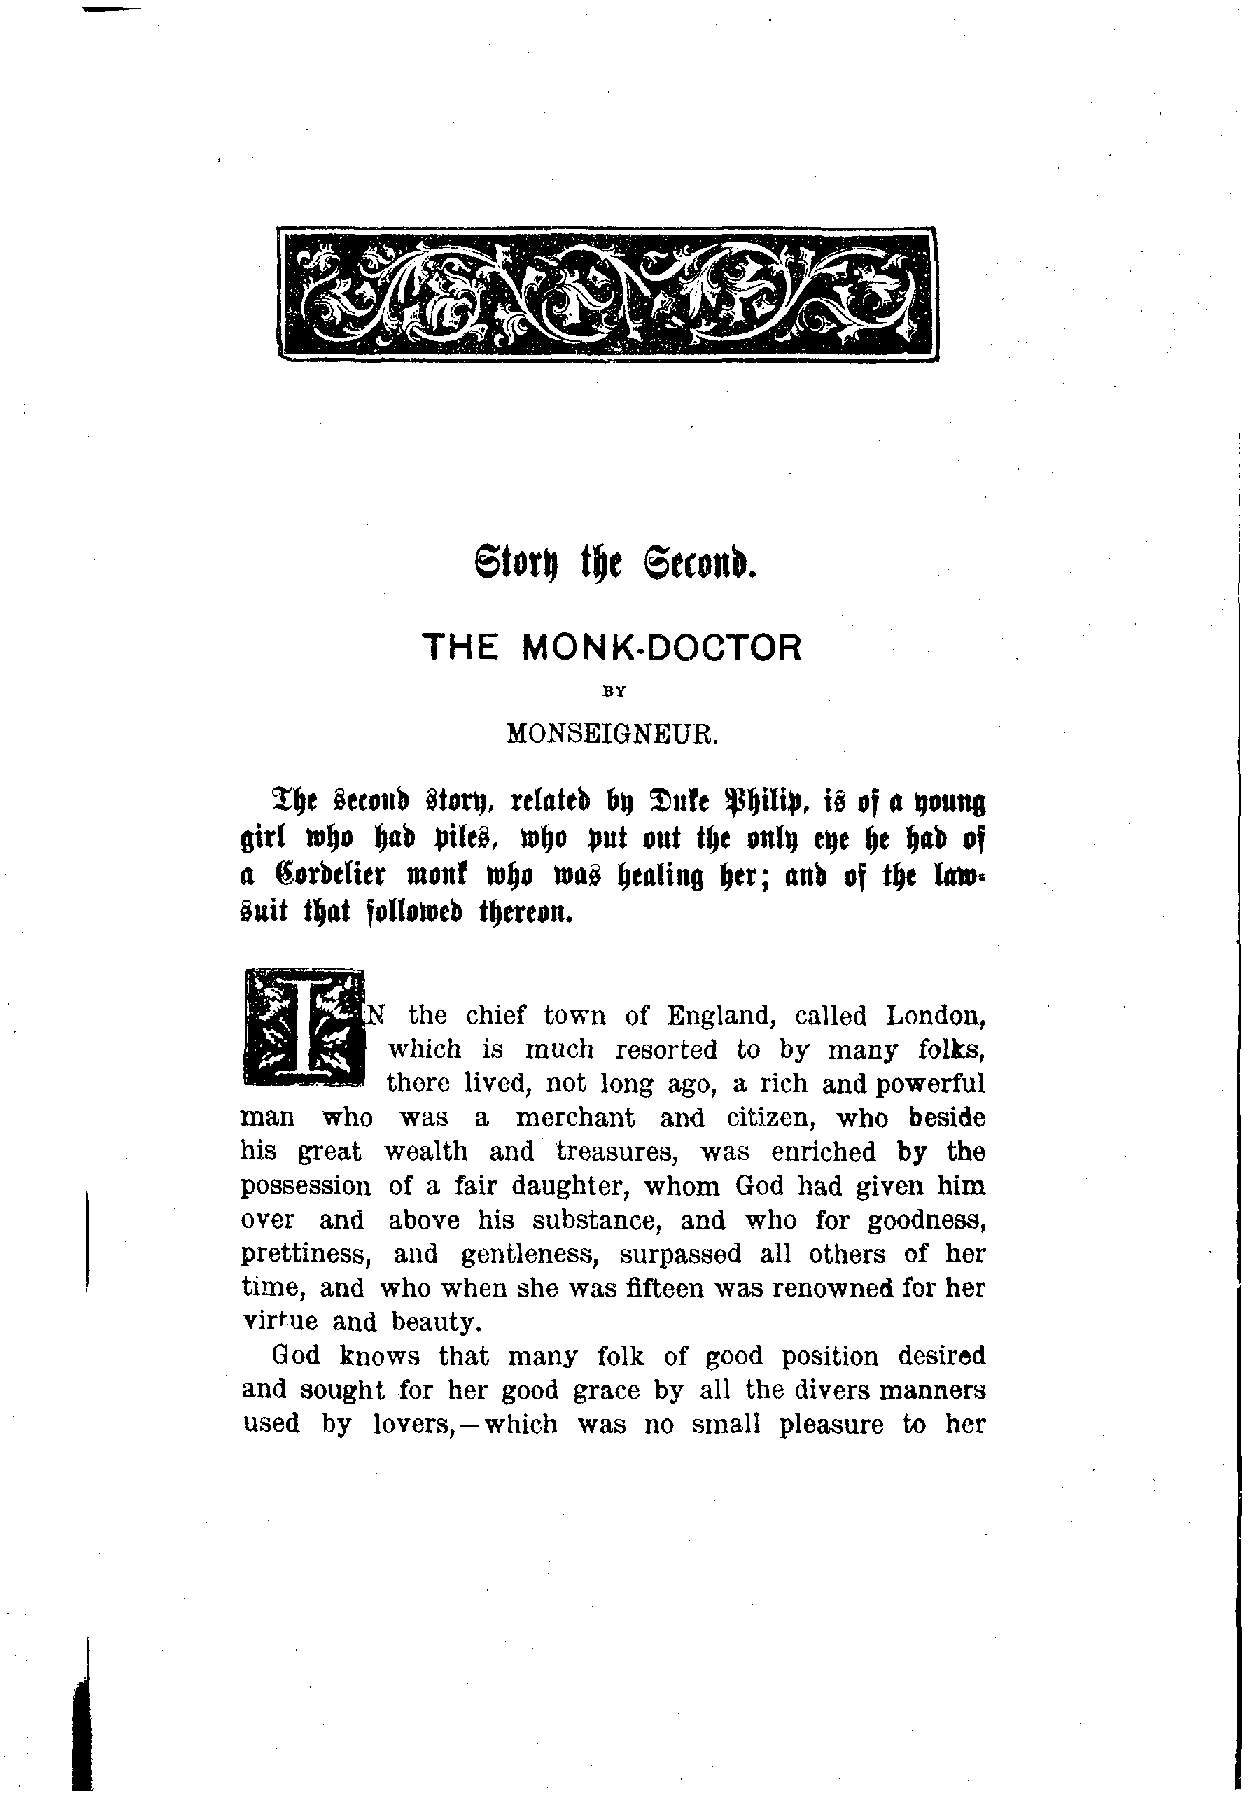 Story the Second.
THE MONK-DOCTOR
BY
MONSEIGNEUR.
The second story, related by Duke Philip, is of a young
girl who had piles, who put out the only eye he had of
a Cordelier monk who was healing her; and of the law-
suit that followed thereon.
IN the chief town of England, called London,
which is much resorted to by many folks,
there lived, not long ago, a rich and powerful
man who was a merchant and citizen, who beside
his great wealth and treasures, was enriched by the
possession of a fair daughter, whom God had given him
over and above his substance, and who for goodness,
prettiness, and gentleness, surpassed all others of her
time, and who when she was fifteen was renowned for her
virtue and beauty.
God knows that many folk of good position desired
and sought for her good grace by all the divers manners
used by lovers,—which was no small pleasure to her